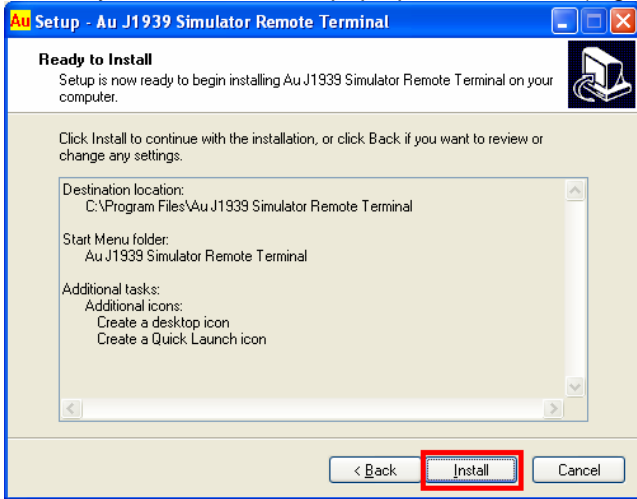 Au Setup - Au J1939 Simulator Remote Terminal
Ready to Install
Setup is now ready to begin installing Au J1939 Simulator Remote Terminal on your
computer.
Click Install to continue with the installation, or click Back if you want to review or
change any settings.
Destination location:
C:\Program Files\Au J1939 Simulator Remote Terminal
Start Menu folder:
Au J1939 Simulator Remote Terminal
Additional tasks:
Additional icons:
Create a desktop icon
Create a Quick Launch icon
< Back Install Cancel